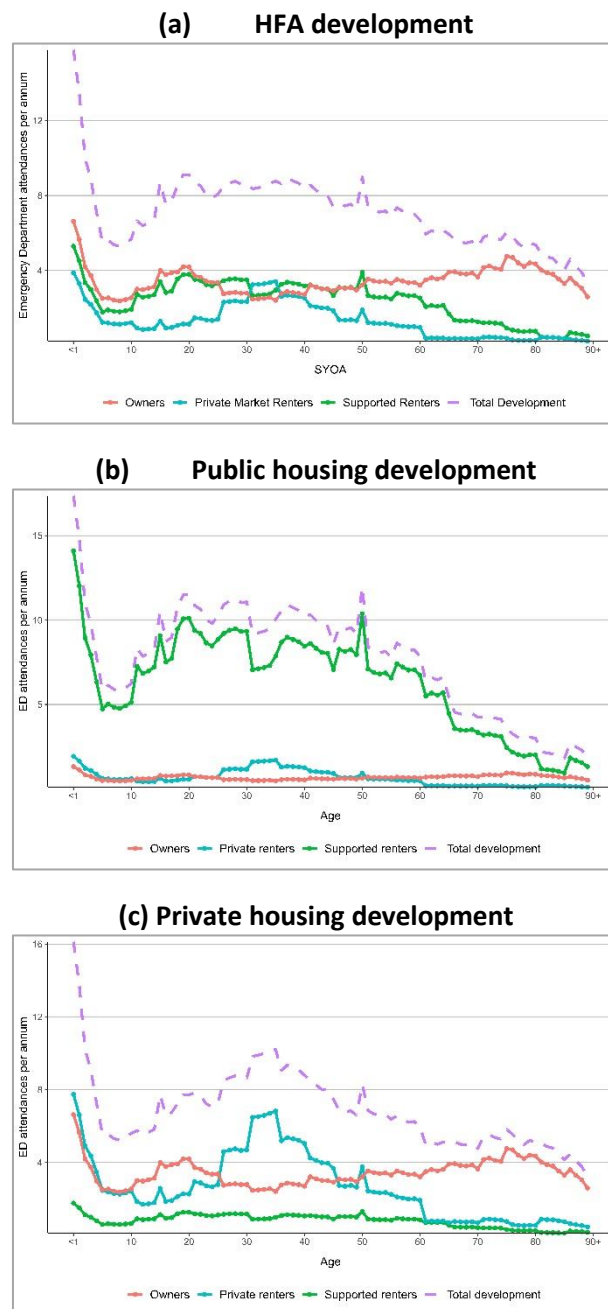 (a) HFA development
Emergency Department attendances per annum
12
8
4
<1 10 20 30 40 50 60 70 80 90+
SYOA
Owners Private Market Renters Supported Renters Total Development
(b) Public housing development
ED attendances per annum
15
10
5
<1 10 20 30 40 50 60 70 80 90+
Age
Owners Private renters Supported renters Total development
(c) Private housing development
ED attendances per annum
16
12
8
4
<1 10 20 30 40 50 60 70 80 90+
Age
Owners Private renters Supported renters Total development